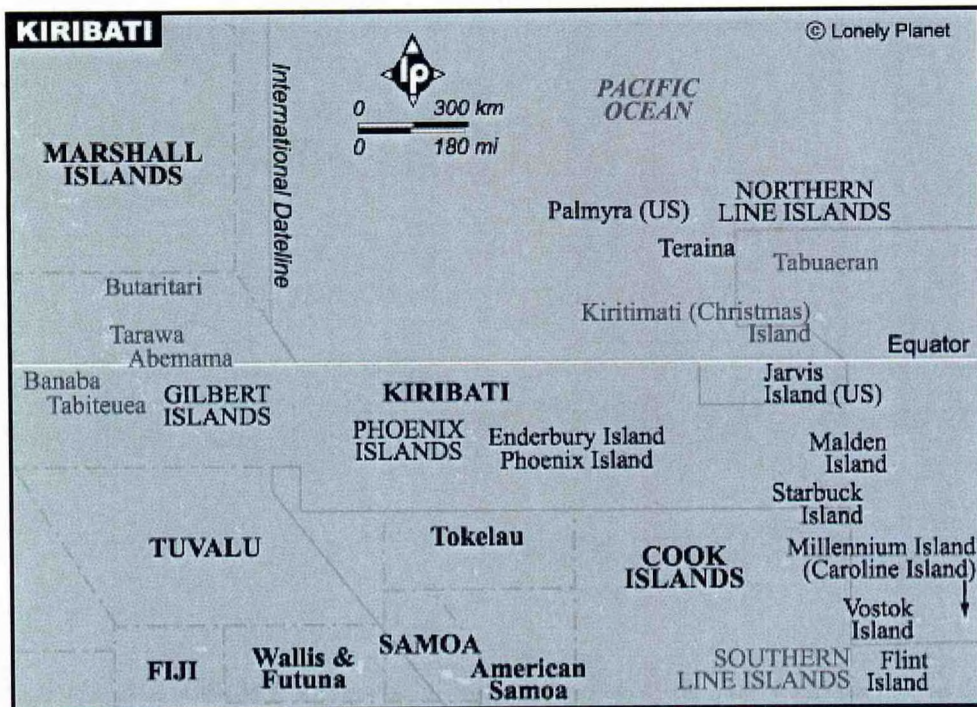 KIRIBATI
© Lonely Planet
lp
International Dateline
0 300 km
0 180 mi
PACIFIC
OCEAN
MARSHALL
ISLANDS
Palmyra (US)
NORTHERN
LINE ISLANDS
Teraina
Tabuaeran
Butaritari
Kiritimati (Christmas)
Island
Tarawa
Abemama
Equator
Banaba
Tabiteuea
GILBERT
ISLANDS
KIRIBATI
Jarvis
Island (US)
PHOENIX
ISLANDS
Enderbury Island
Phoenix Island
Malden
Island
Starbuck
Island
TUVALU
Tokelau
COOK
ISLANDS
Millennium Island
(Caroline Island)
Vostok
Island
FIJI
Wallis &
Futuna
SAMOA
American
Samoa
SOUTHERN
LINE ISLANDS
Flint
Island